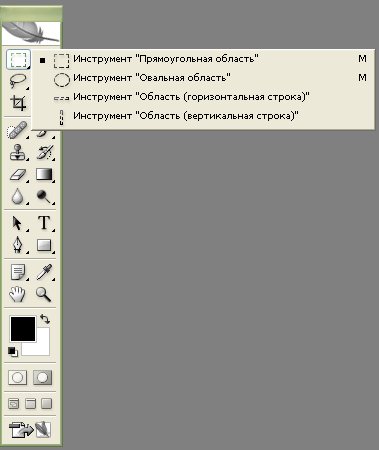 Инструмент "Прямоугольная область" M
Инструмент "Овальная область" M
Инструмент "Область (горизонтальная строка)"
Инструмент "Область (вертикальная строка)"
T